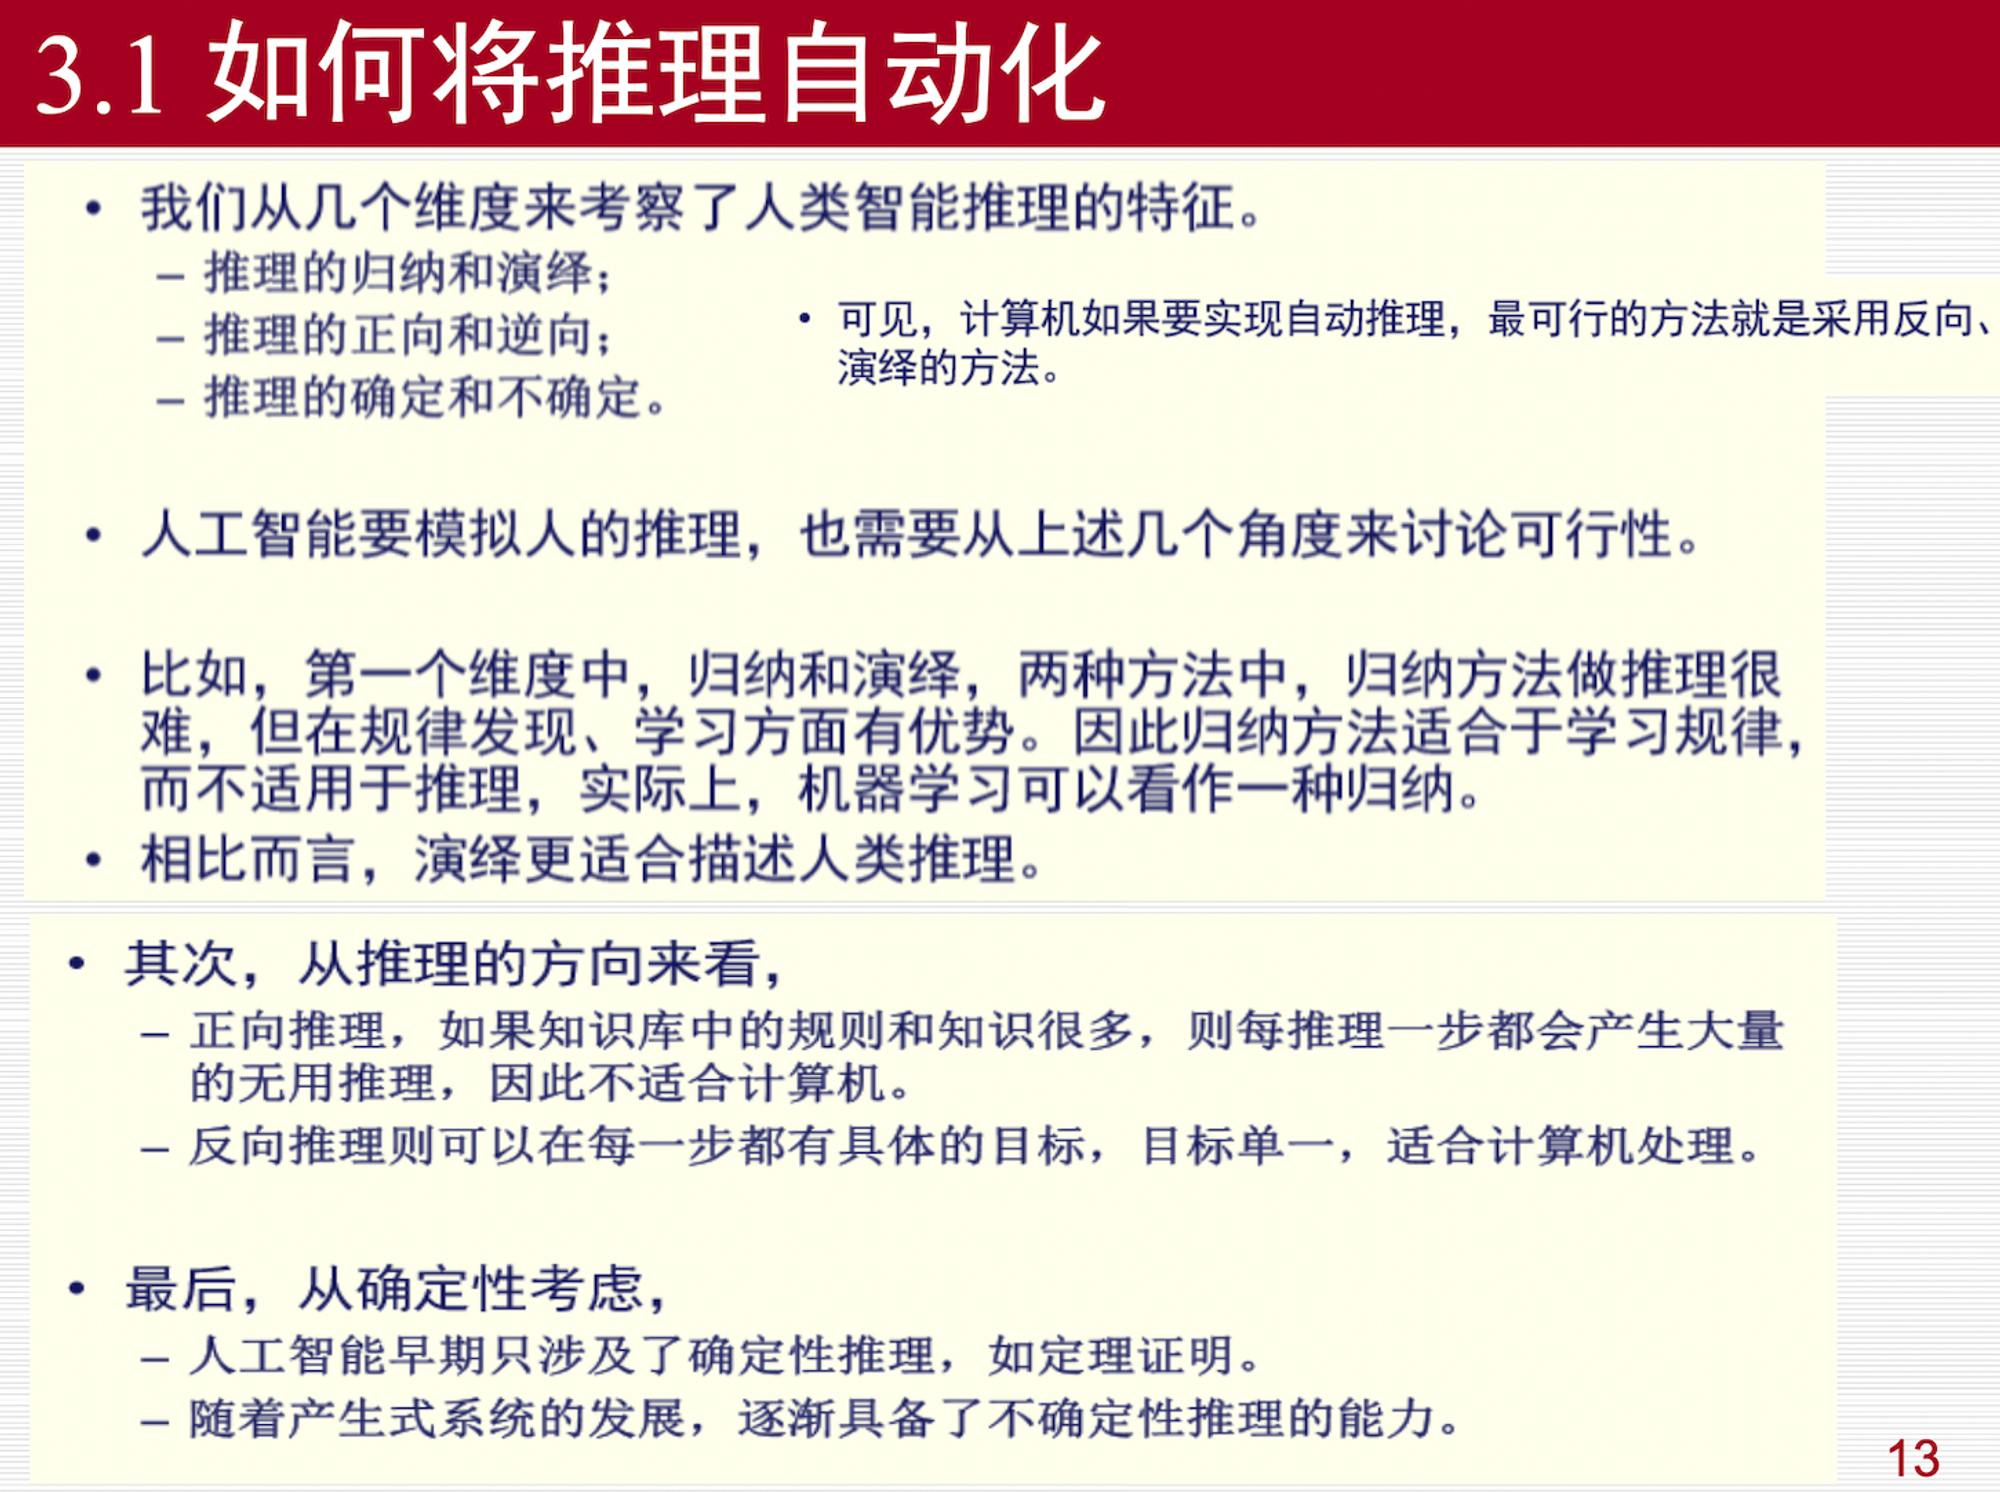 3.1 如何将推理自动化
• 我们从几个维度来考察了人类智能推理的特征。
– 推理的归纳和演绎；
– 推理的正向和逆向；
– 推理的确定和不确定。
• 可见，计算机如果要实现自动推理，最可行的方法就是采用反向、
演绎的方法。
• 人工智能要模拟人的推理，也需要从上述几个角度来讨论可行性。
• 比如，第一个维度中，归纳和演绎，两种方法中，归纳方法做推理很
难，但在规律发现、学习方面有优势。因此归纳方法适合于学习规律，
而不适用于推理，实际上，机器学习可以看作一种归纳。
• 相比而言，演绎更适合描述人类推理。
• 其次，从推理的方向来看，
– 正向推理，如果知识库中的规则和知识很多，则每推理一步都会产生大量
的无用推理，因此不适合计算机。
– 反向推理则可以在每一步都有具体的目标，目标单一，适合计算机处理。
• 最后，从确定性考虑，
– 人工智能早期只涉及了确定性推理，如定理证明。
– 随着产生式系统的发展，逐渐具备了不确定性推理的能力。
13